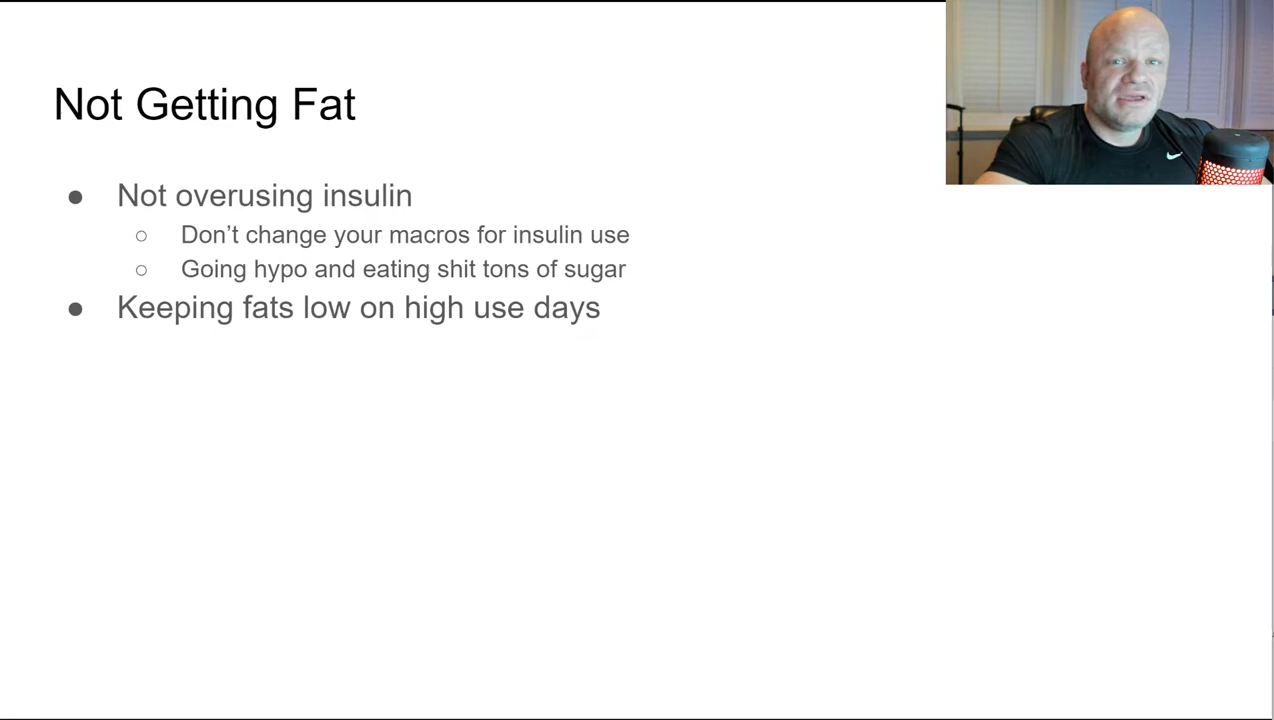 Not Getting Fat
● Not overusing insulin
○ Don’t change your macros for insulin use
○ Going hypo and eating shit tons of sugar
● Keeping fats low on high use days